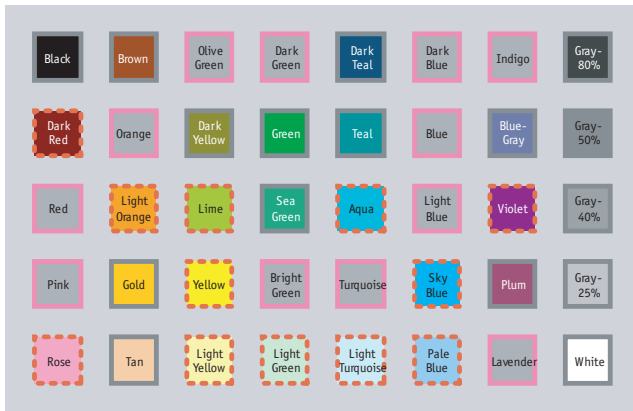 Black
Brown
Olive
Green
Dark
Green
Dark
Teal
Dark
Blue
Indigo
Gray-
80%
Dark
Red
Orange
Dark
Yellow
Green
Teal
Blue
Blue-
Gray
Gray-
50%
Red
Light
Orange
Lime
Sea
Green
Aqua
Light
Blue
Violet
Gray-
40%
Pink
Gold
Yellow
Bright
Green
Turquoise
Sky
Blue
Plum
Gray-
25%
Rose
Tan
Light
Yellow
Light
Green
Light
Turquoise
Pale
Blue
Lavender
White